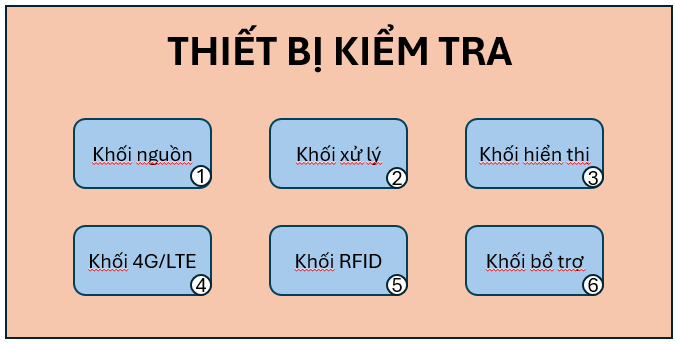 THIẾT BỊ KIỂM TRA
Khối nguồn
1
Khối xử lý
2
Khối hiển thị
3
Khối 4G/LTE
4
Khối RFID
5
Khối bổ trợ
6